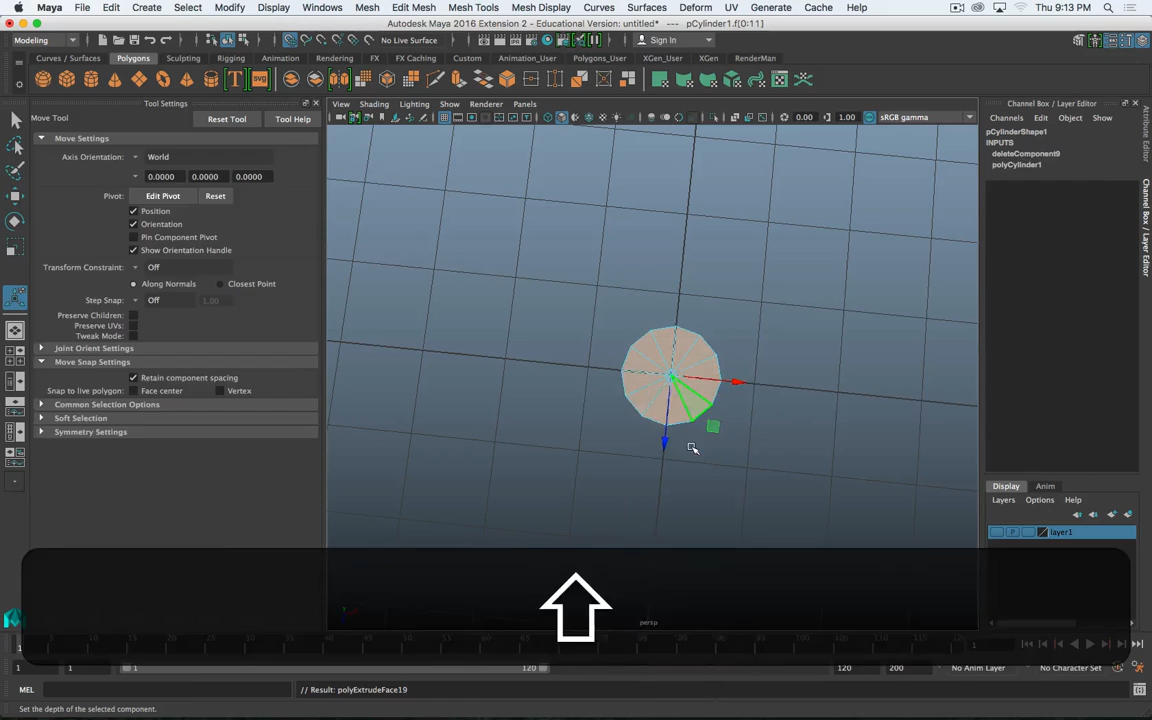 Maya File Edit Create Select Modify Display Windows Mesh Edit Mesh Mesh Tools Mesh Display Curves Surfaces Deform UV Generate Cache Help Thu 9:13 PM
Autodesk Maya 2016 Extension 2 - Educational Version: untitled* --- pCylinder1.f[0:11]
Modeling No Live Surface Sign In
Curves / Surfaces Polygons Sculpting Rigging Animation Rendering FX FX Caching Custom Animation_User Polygons_User XGen_User XGen RenderMan
Tool Settings
Move Tool Reset Tool Tool Help
Move Settings
Axis Orientation: World
0.0000 0.0000 0.0000
Pivot: Edit Pivot Reset
Position
Orientation
Pin Component Pivot
Show Orientation Handle
Transform Constraint: Off
Along Normals Closest Point
Step Snap: Off 1.00
Preserve Children:
Preserve UVs:
Tweak Mode:
Joint Orient Settings
Move Snap Settings
Retain component spacing
Snap to live polygon: Face center Vertex
Common Selection Options
Soft Selection
Symmetry Settings
View Shading Lighting Show Renderer Panels
0.00 1.00 sRGB gamma
persp
Channel Box / Layer Editor
Channels Edit Object Show
pCylinderShape1
INPUTS
deleteComponent9
polyCylinder1
Attribute Editor
Channel Box / Layer Editor
Display Anim
Layers Options Help
P layer1
1 1 120 120 200 No Anim Layer No Character Set
MEL // Result: polyExtrudeFace19
Set the depth of the selected component.